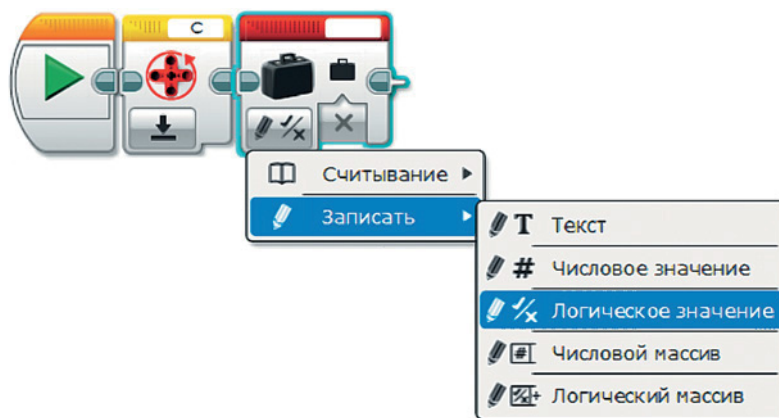 C
Считывание
Записать
T Текст
# Числовое значение
Логическое значение
# Числовой массив
Логический массив